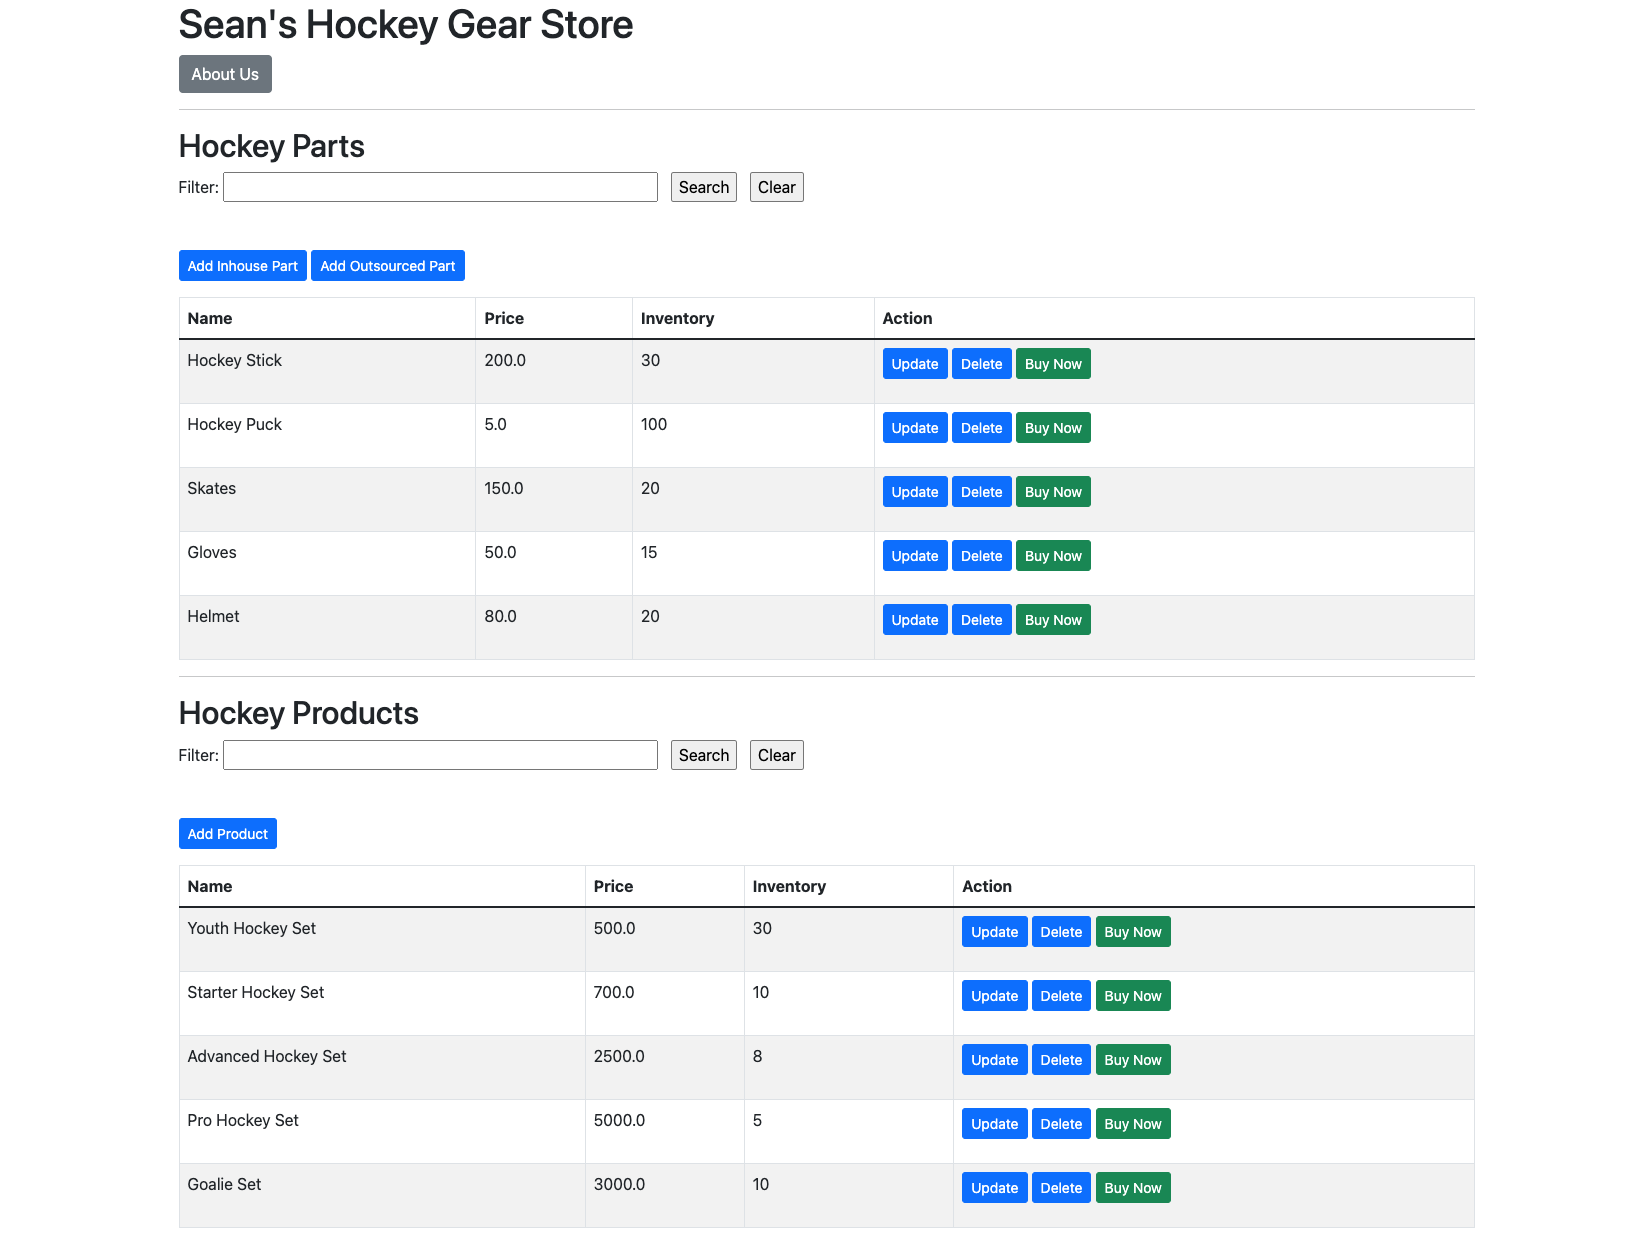 Sean's Hockey Gear Store
About Us
Hockey Parts
Filter: Search Clear
Add Inhouse Part Add Outsourced Part
Name Price Inventory Action
Hockey Stick 200.0 30 Update Delete Buy Now
Hockey Puck 5.0 100 Update Delete Buy Now
Skates 150.0 20 Update Delete Buy Now
Gloves 50.0 15 Update Delete Buy Now
Helmet 80.0 20 Update Delete Buy Now
Hockey Products
Filter: Search Clear
Add Product
Name Price Inventory Action
Youth Hockey Set 500.0 30 Update Delete Buy Now
Starter Hockey Set 700.0 10 Update Delete Buy Now
Advanced Hockey Set 2500.0 8 Update Delete Buy Now
Pro Hockey Set 5000.0 5 Update Delete Buy Now
Goalie Set 3000.0 10 Update Delete Buy Now